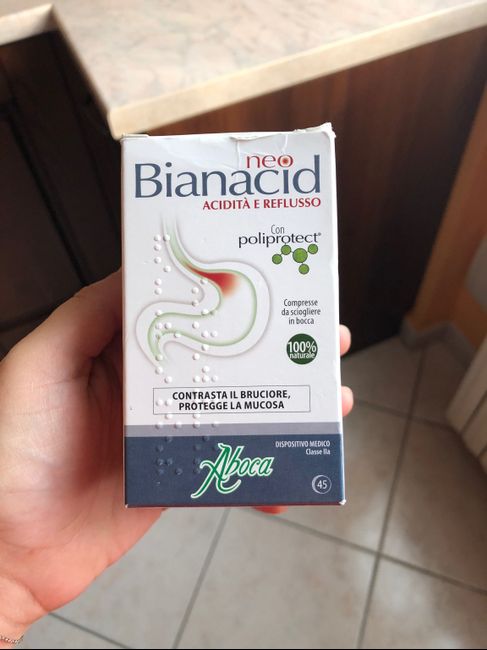 neo
Bianacid
ACIDITÀ E REFLUSSO
Con
poliprotect®
Compresse
da sciogliere
in bocca
100%
naturale
CONTRASTA IL BRUCIORE,
PROTEGGE LA MUCOSA
DISPOSITIVO MEDICO
Classe IIa
Aboca
45